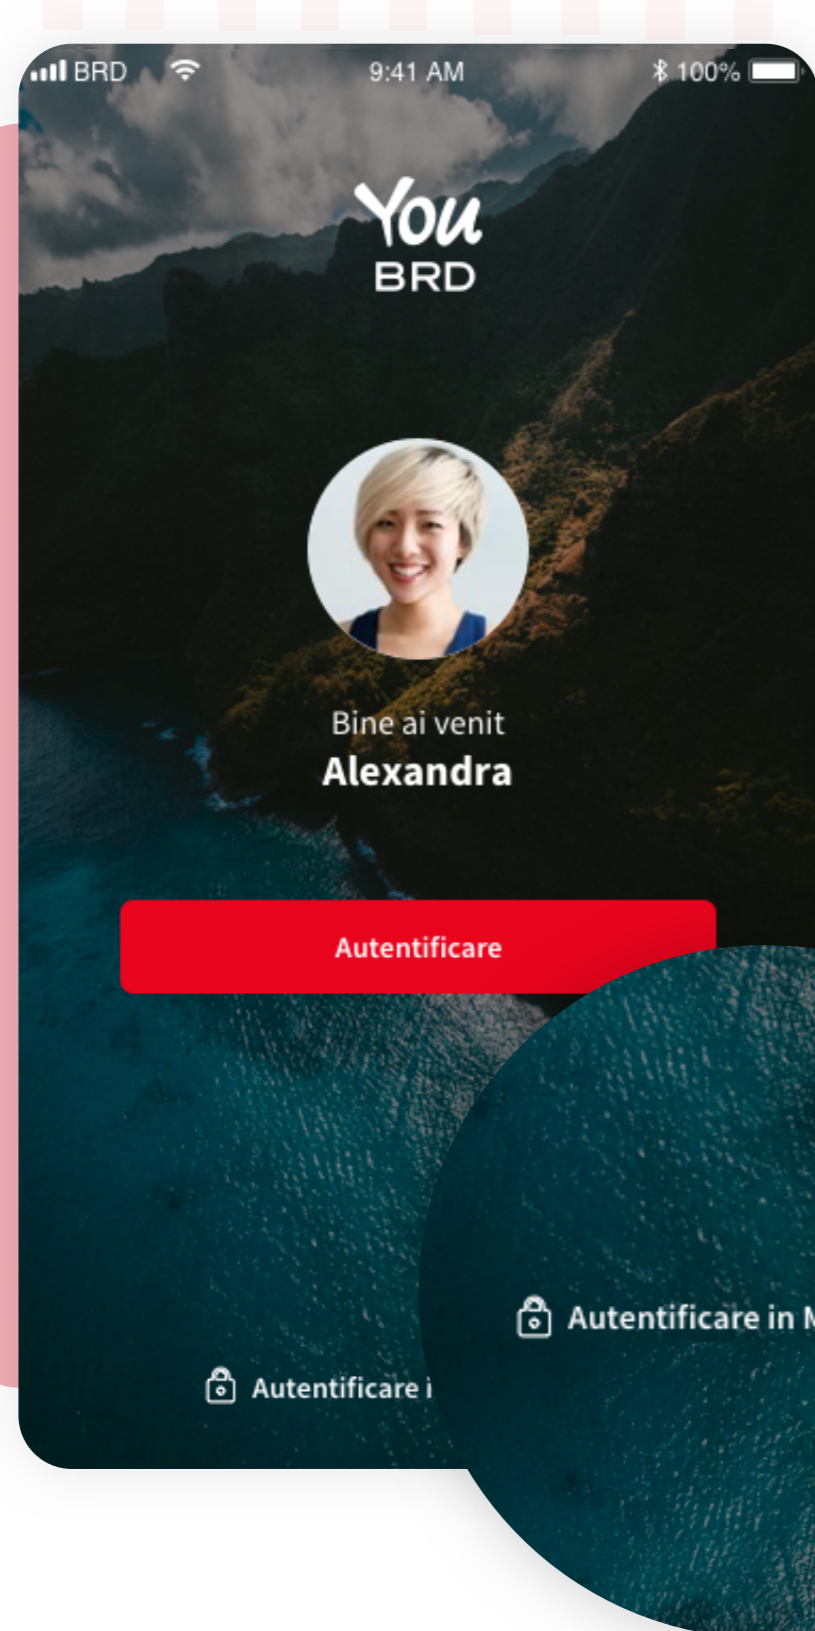 BRD 9:41 AM 100%
You
BRD
Bine ai venit
Alexandra
Autentificare
Autentificare in
Autentificare